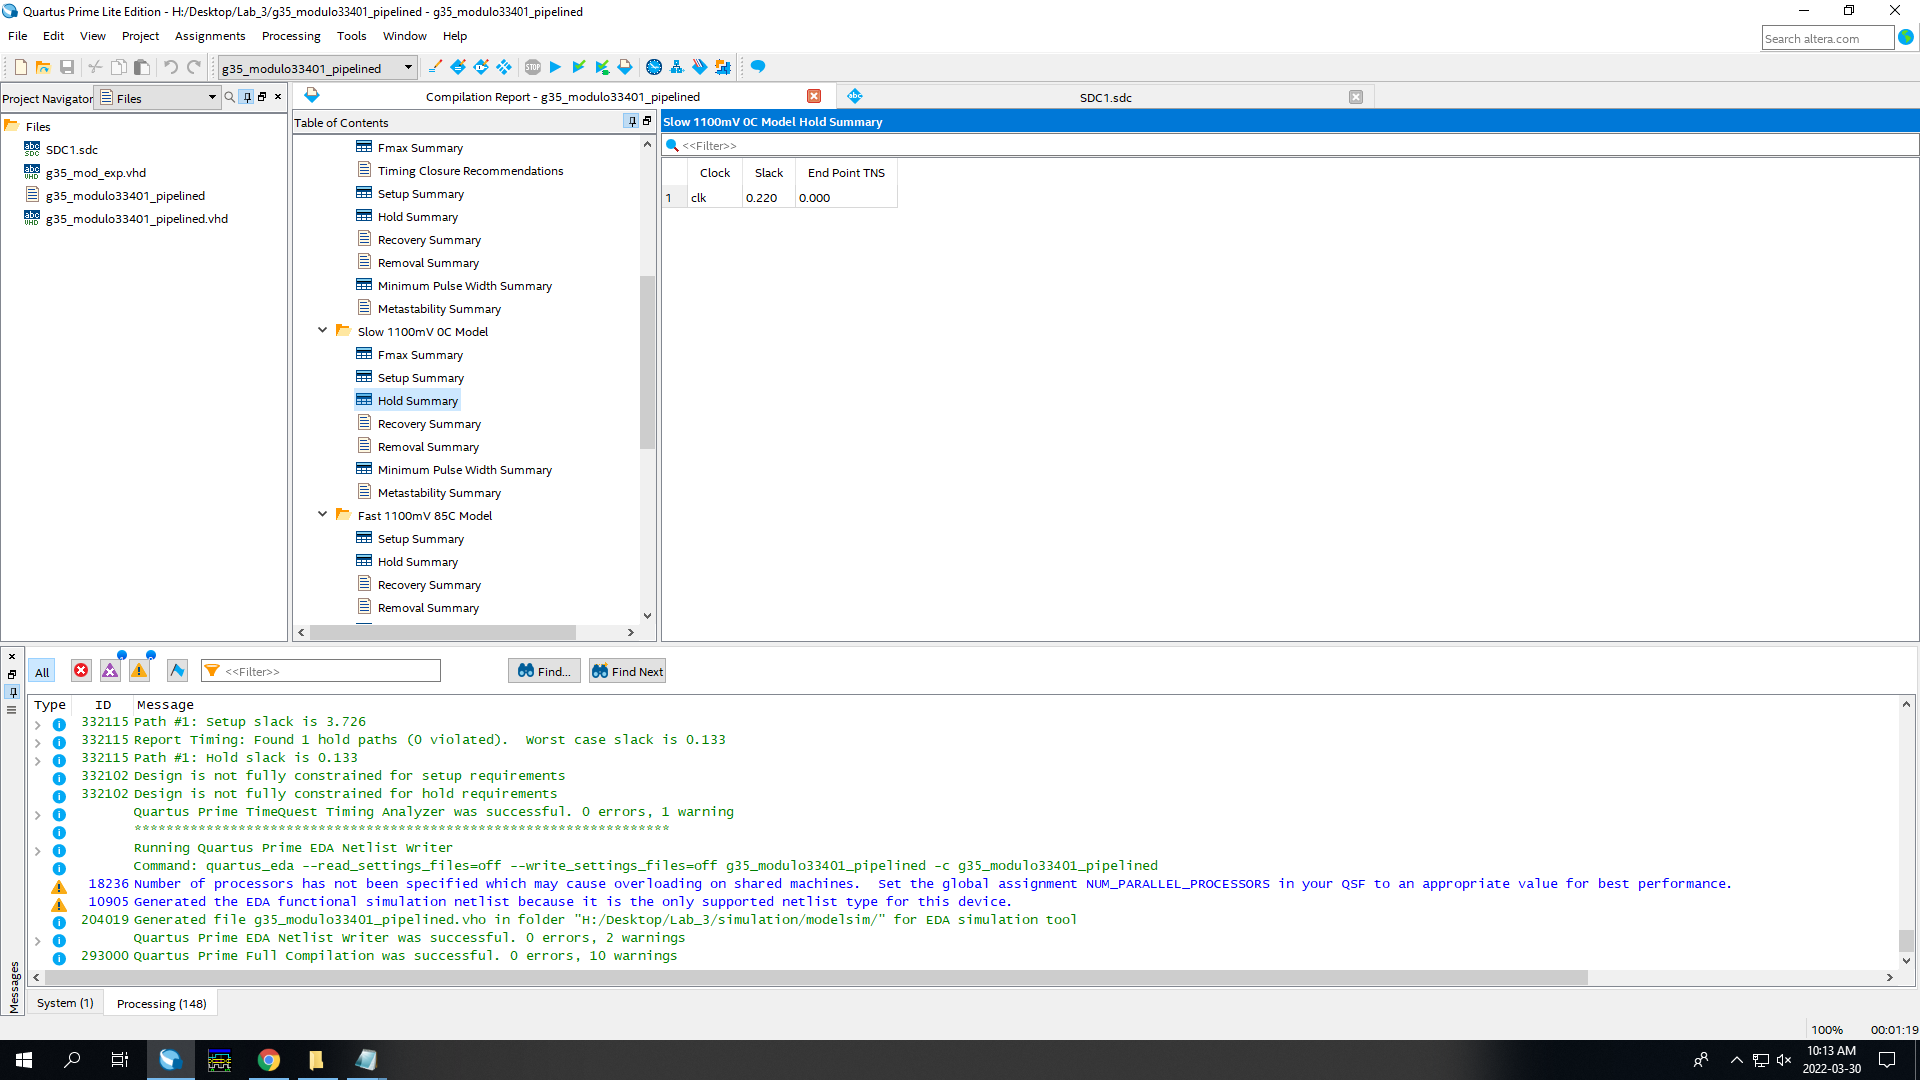 Quartus Prime Lite Edition - H:/Desktop/Lab_3/g35_modulo33401_pipelined - g35_modulo33401_pipelined
File Edit View Project Assignments Processing Tools Window Help
Search altera.com
g35_modulo33401_pipelined
STOP
Project Navigator Files
Files
abc SDC SDC1.sdc
abc VHD g35_mod_exp.vhd
g35_modulo33401_pipelined
abc VHD g35_modulo33401_pipelined.vhd
Compilation Report - g35_modulo33401_pipelined
abc SDC1.sdc
Table of Contents
Fmax Summary
Timing Closure Recommendations
Setup Summary
Hold Summary
Recovery Summary
Removal Summary
Minimum Pulse Width Summary
Metastability Summary
Slow 1100mV 0C Model
Fmax Summary
Setup Summary
Hold Summary
Recovery Summary
Removal Summary
Minimum Pulse Width Summary
Metastability Summary
Fast 1100mV 85C Model
Setup Summary
Hold Summary
Recovery Summary
Removal Summary
Slow 1100mV 0C Model Hold Summary
<<Filter>>
Clock Slack End Point TNS
1 clk 0.220 0.000
All
<<Filter>>
Find... Find Next
Type ID Message
332115 Path #1: Setup slack is 3.726
332115 Report Timing: Found 1 hold paths (0 violated).  Worst case slack is 0.133
332115 Path #1: Hold slack is 0.133
332102 Design is not fully constrained for setup requirements
332102 Design is not fully constrained for hold requirements
Quartus Prime TimeQuest Timing Analyzer was successful. 0 errors, 1 warning
*******************************************************************
Running Quartus Prime EDA Netlist Writer
Command: quartus_eda --read_settings_files=off --write_settings_files=off g35_modulo33401_pipelined -c g35_modulo33401_pipelined
18236 Number of processors has not been specified which may cause overloading on shared machines.  Set the global assignment NUM_PARALLEL_PROCESSORS in your QSF to an appropriate value for best performance.
10905 Generated the EDA functional simulation netlist because it is the only supported netlist type for this device.
204019 Generated file g35_modulo33401_pipelined.vho in folder "H:/Desktop/Lab_3/simulation/modelsim/" for EDA simulation tool
Quartus Prime EDA Netlist Writer was successful. 0 errors, 2 warnings
293000 Quartus Prime Full Compilation was successful. 0 errors, 10 warnings
Messages
System (1) Processing (148)
100% 00:01:19
10:13 AM
2022-03-30